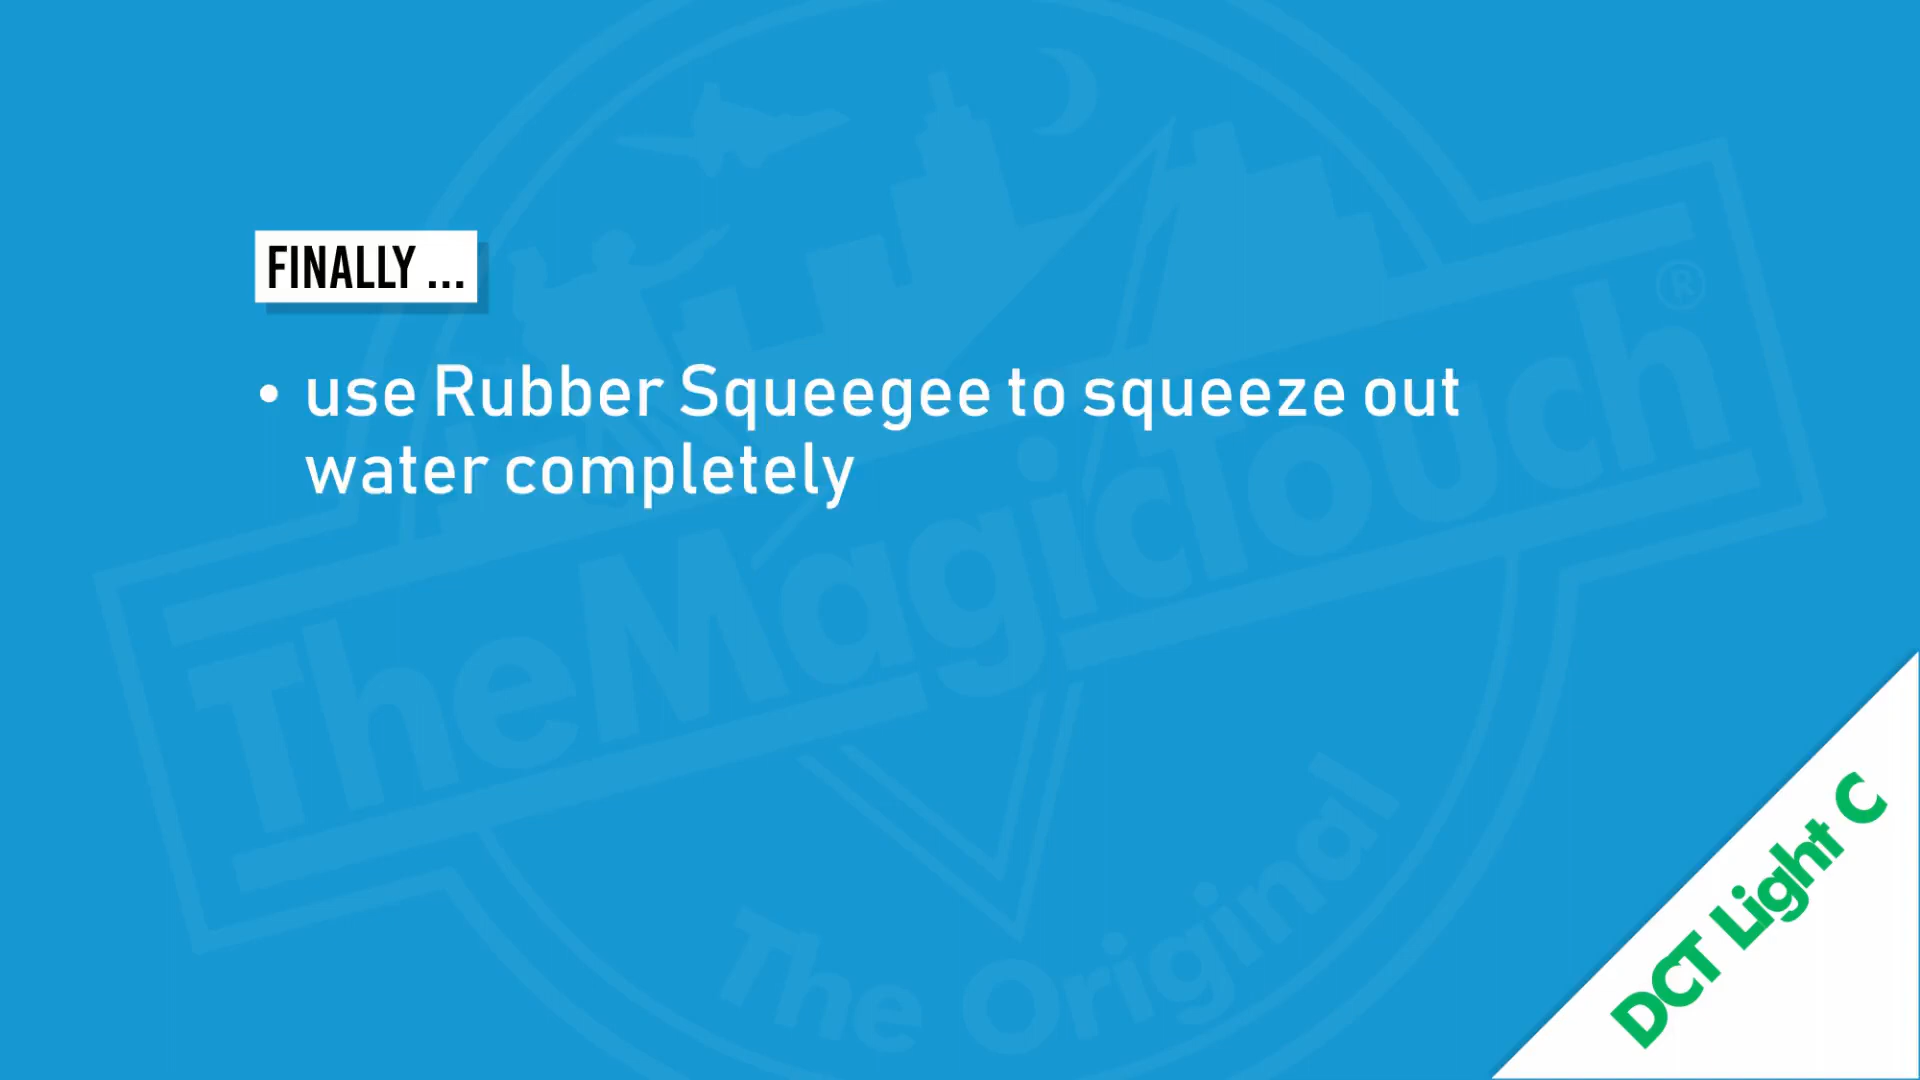 FINALLY ...
• use Rubber Squeegee to squeeze out
water completely
TheMagicTouch®
The Original
DCT Light C